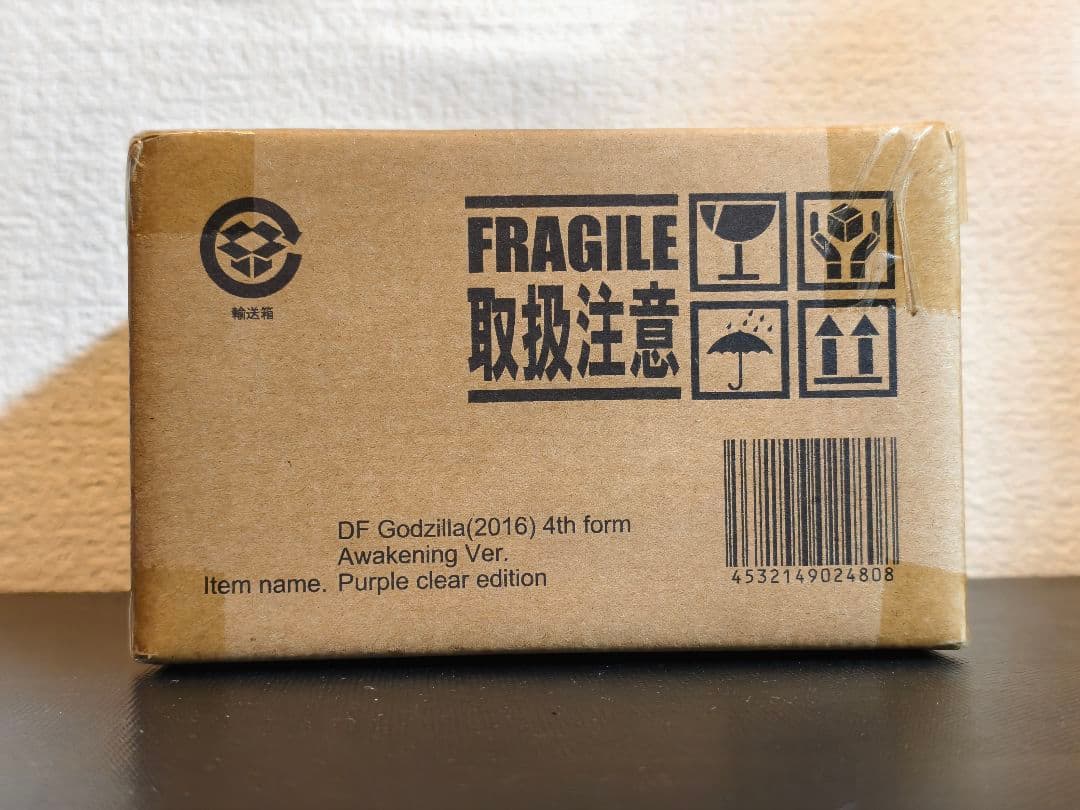 輸送箱
FRAGILE
取扱注意
DF Godzilla(2016) 4th form
Awakening Ver.
Item name. Purple clear edition
4532149024808